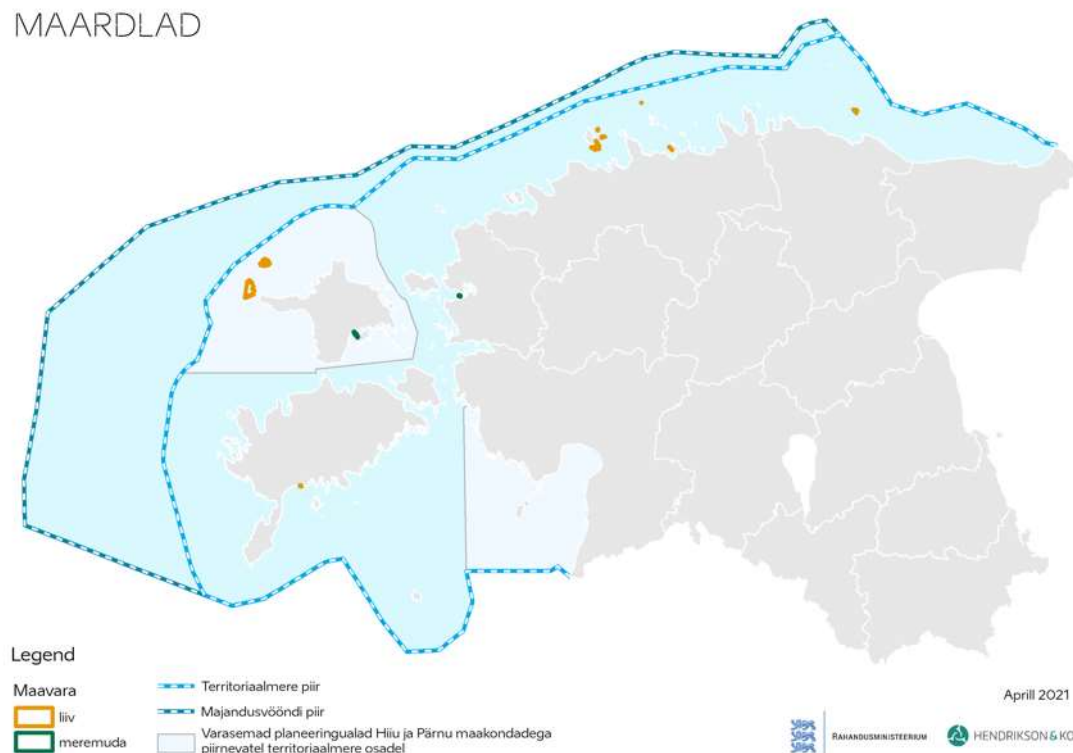 MAARDLAD
Legend
Maavara
liiv
meremuda
Territoriaalmere piir
Majandusvööndi piir
Varasemad planeeringualad Hiiu ja Pärnu maakondadega
piirnevatel territoriaalmere osadel
Aprill 2021
RAHANDUSMINISTEERIUM
HENDRIKSON & KO